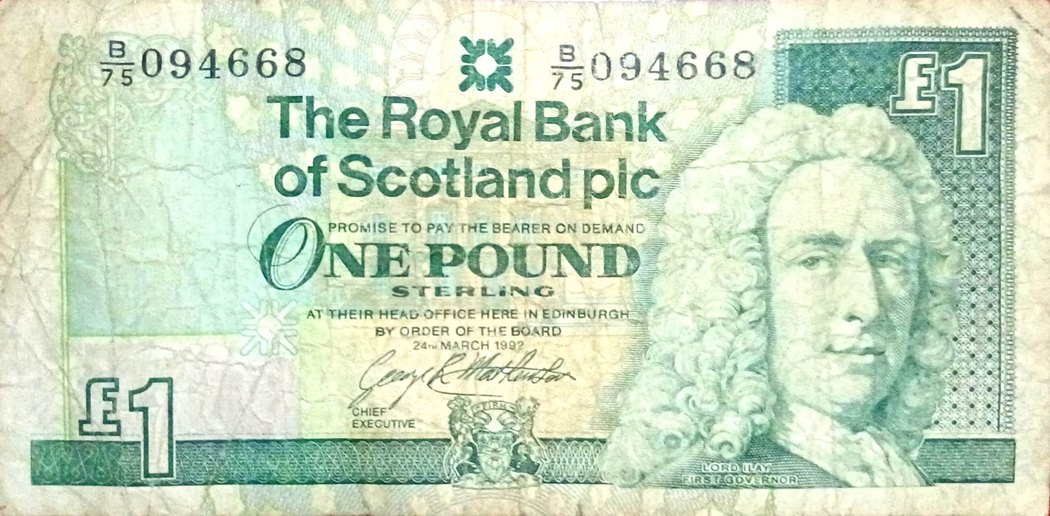 B/75 094668
B/75 094668
£1
The Royal Bank
of Scotland plc
PROMISE TO PAY THE BEARER ON DEMAND
ONE POUND
STERLING
AT THEIR HEAD OFFICE HERE IN EDINBURGH
BY ORDER OF THE BOARD
24TH MARCH 1992
CHIEF
EXECUTIVE
£1
LORD ILAY
FIRST GOVERNOR